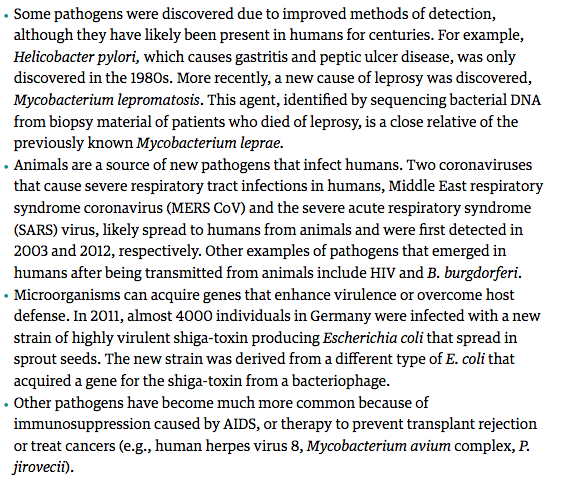 • Some pathogens were discovered due to improved methods of detection,
although they have likely been present in humans for centuries. For example,
Helicobacter pylori, which causes gastritis and peptic ulcer disease, was only
discovered in the 1980s. More recently, a new cause of leprosy was discovered,
Mycobacterium lepromatosis. This agent, identified by sequencing bacterial DNA
from biopsy material of patients who died of leprosy, is a close relative of the
previously known Mycobacterium leprae.
• Animals are a source of new pathogens that infect humans. Two coronaviruses
that cause severe respiratory tract infections in humans, Middle East respiratory
syndrome coronavirus (MERS CoV) and the severe acute respiratory syndrome
(SARS) virus, likely spread to humans from animals and were first detected in
2003 and 2012, respectively. Other examples of pathogens that emerged in
humans after being transmitted from animals include HIV and B. burgdorferi.
• Microorganisms can acquire genes that enhance virulence or overcome host
defense. In 2011, almost 4000 individuals in Germany were infected with a new
strain of highly virulent shiga-toxin producing Escherichia coli that spread in
sprout seeds. The new strain was derived from a different type of E. coli that
acquired a gene for the shiga-toxin from a bacteriophage.
• Other pathogens have become much more common because of
immunosuppression caused by AIDS, or therapy to prevent transplant rejection
or treat cancers (e.g., human herpes virus 8, Mycobacterium avium complex, P.
jirovecii).